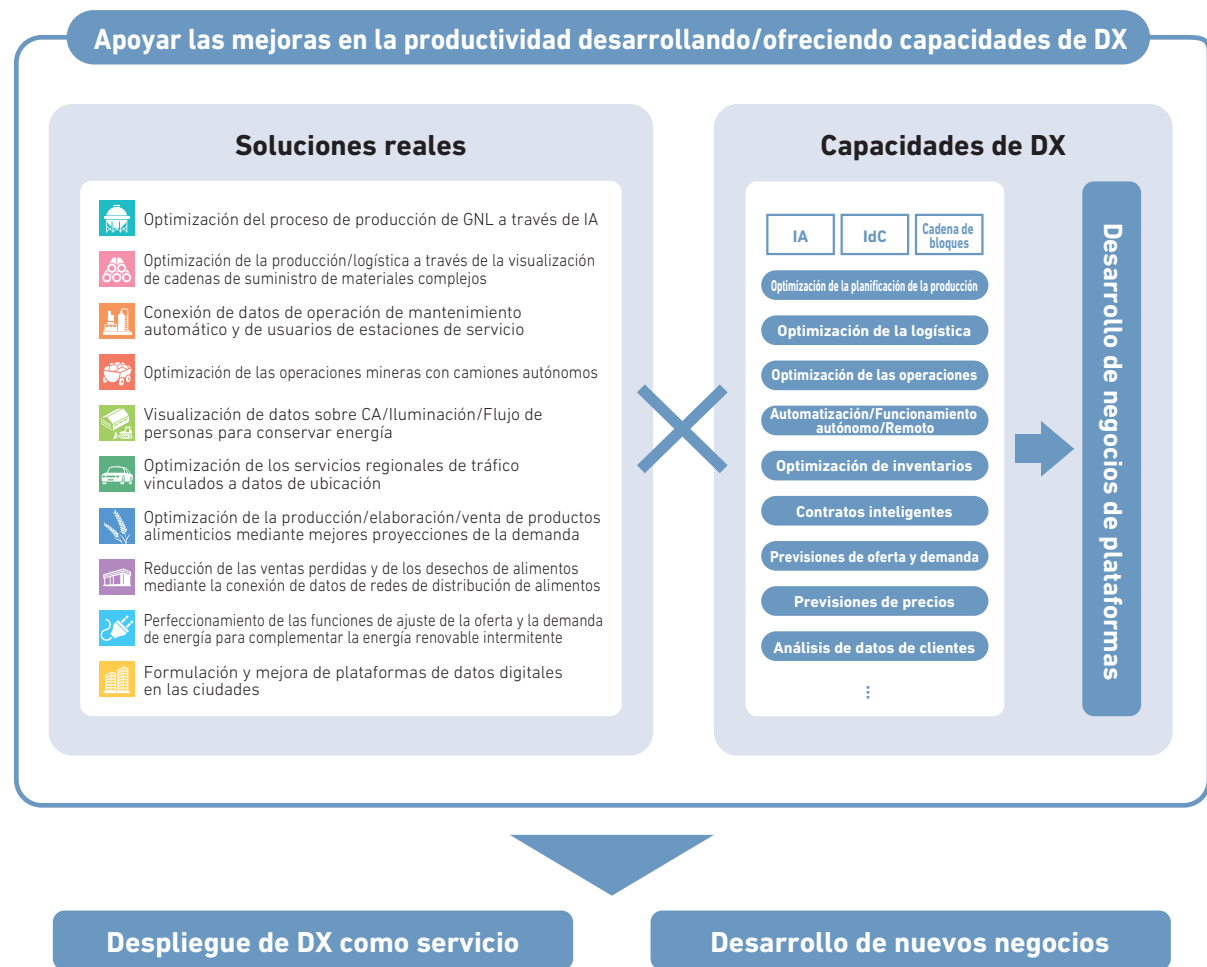 Apoyar las mejoras en la productividad desarrollando/ofreciendo capacidades de DX
Soluciones reales
Optimización del proceso de producción de GNL a través de IA
Optimización de la producción/logística a través de la visualización
de cadenas de suministro de materiales complejos
Conexión de datos de operación de mantenimiento
automático y de usuarios de estaciones de servicio
Optimización de las operaciones mineras con camiones autónomos
Visualización de datos sobre CA/Iluminación/Flujo de
personas para conservar energía
Optimización de los servicios regionales de tráfico
vinculados a datos de ubicación
Optimización de la producción/elaboración/venta de productos
alimenticios mediante mejores proyecciones de la demanda
Reducción de las ventas perdidas y de los desechos de alimentos
mediante la conexión de datos de redes de distribución de alimentos
Perfeccionamiento de las funciones de ajuste de la oferta y la demanda
de energía para complementar la energía renovable intermitente
Formulación y mejora de plataformas de datos digitales
en las ciudades
Capacidades de DX
IA
IdC
Cadena de
bloques
Optimización de la planificación de la producción
Optimización de la logística
Optimización de las operaciones
Automatización/Funcionamiento
autónomo/Remoto
Optimización de inventarios
Contratos inteligentes
Previsiones de oferta y demanda
Previsiones de precios
Análisis de datos de clientes
⋮
Desarrollo de negocios de plataformas
Despliegue de DX como servicio
Desarrollo de nuevos negocios